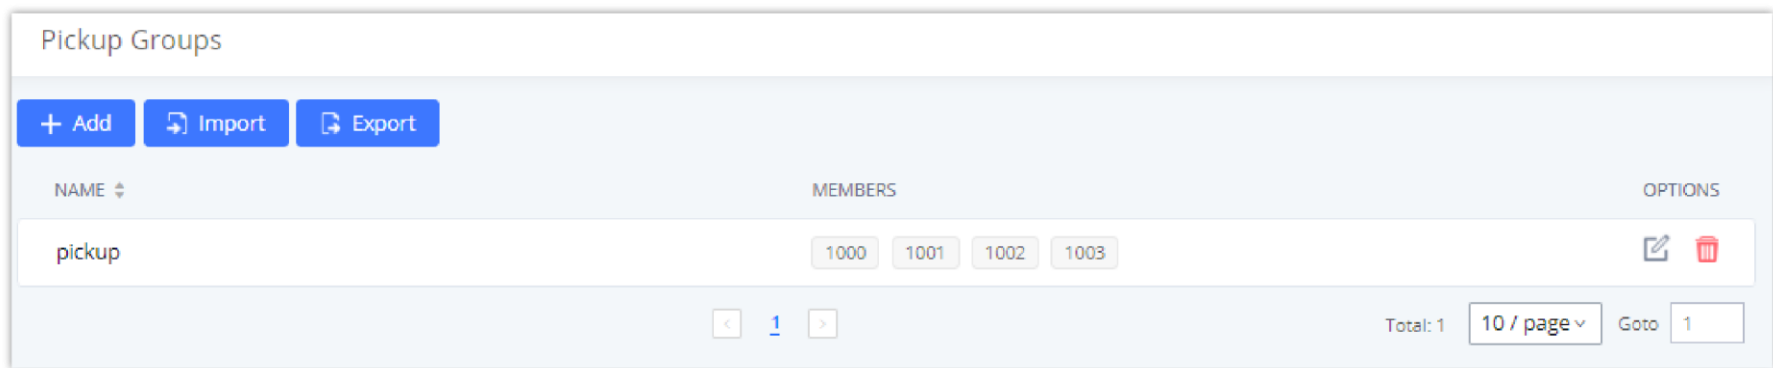 Pickup Groups
Add Import Export
NAME MEMBERS OPTIONS
pickup 1000 1001 1002 1003
< 1 > Total: 1 10 / page Goto 1